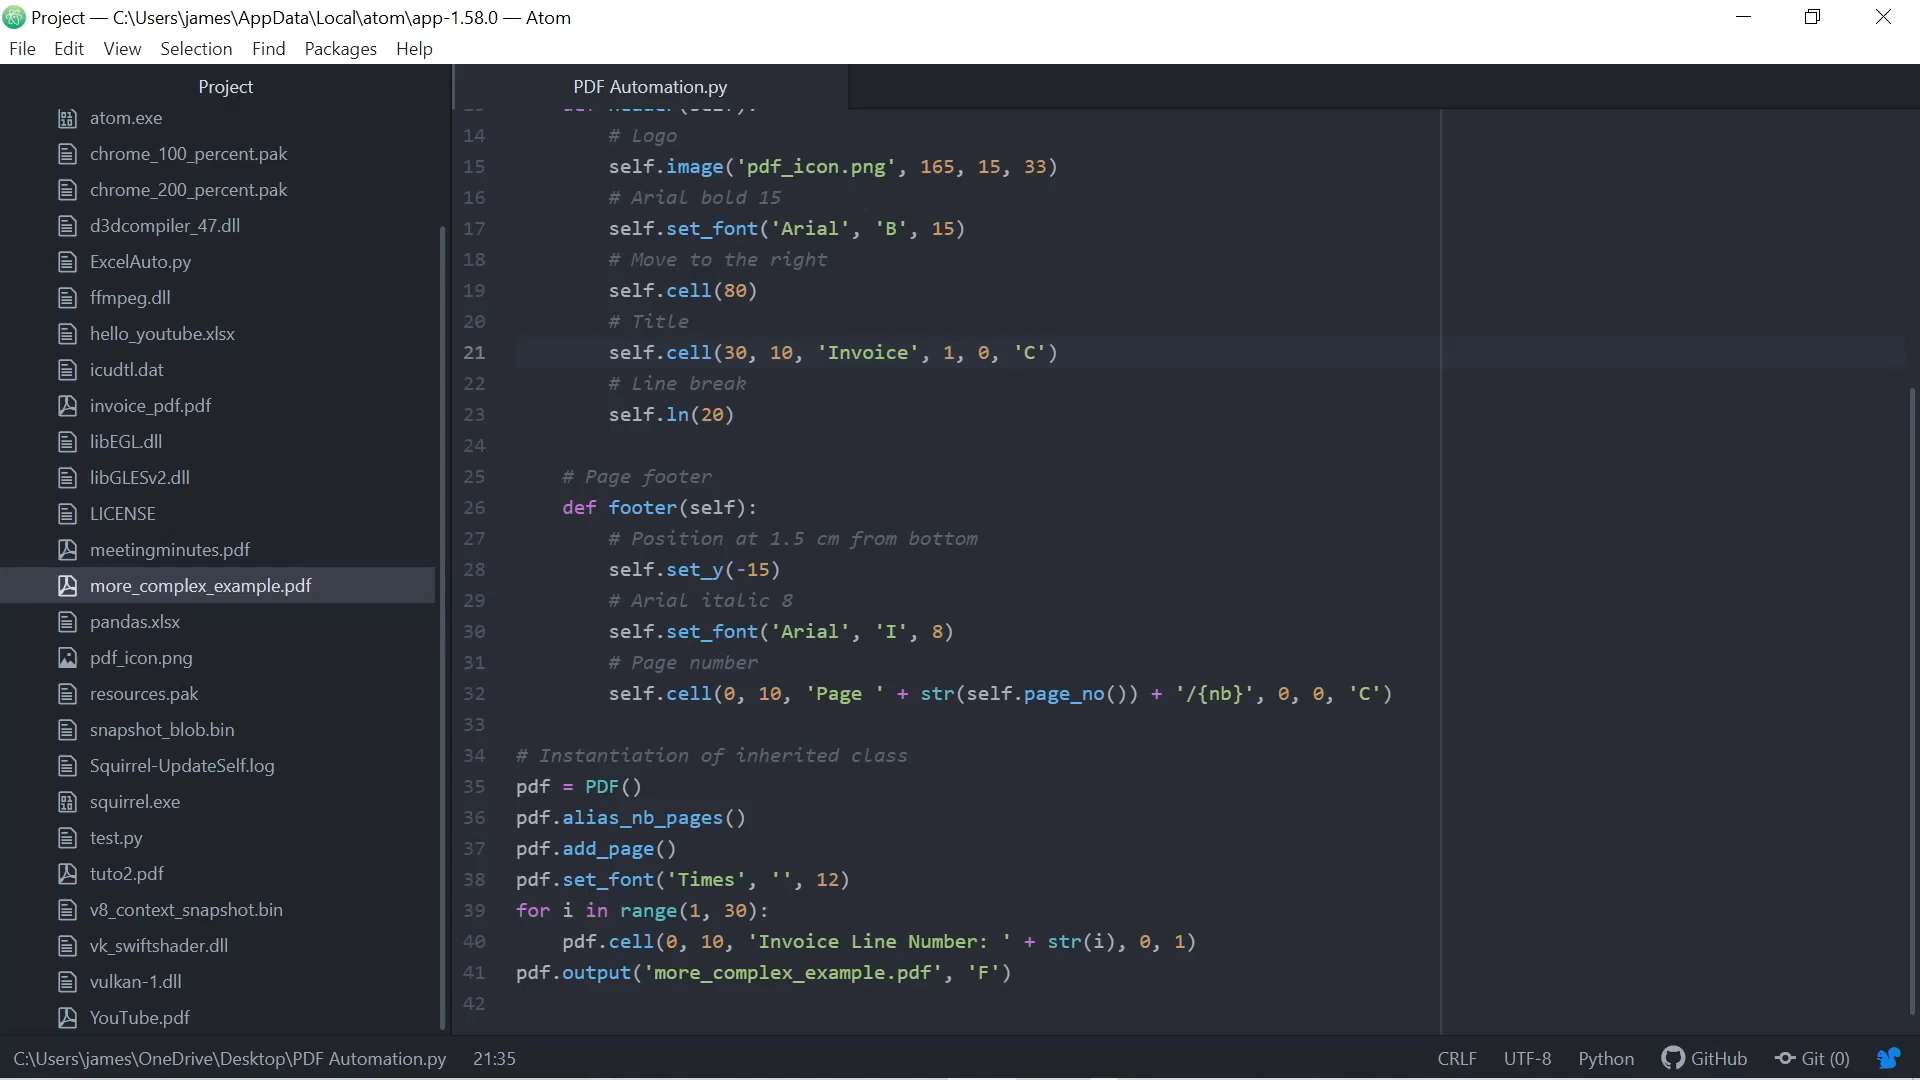 Project — C:\Users\james\AppData\Local\atom\app-1.58.0 — Atom
File Edit View Selection Find Packages Help
Project
atom.exe
chrome_100_percent.pak
chrome_200_percent.pak
d3dcompiler_47.dll
ExcelAuto.py
ffmpeg.dll
hello_youtube.xlsx
icudtl.dat
invoice_pdf.pdf
libEGL.dll
libGLESv2.dll
LICENSE
meetingminutes.pdf
more_complex_example.pdf
pandas.xlsx
pdf_icon.png
resources.pak
snapshot_blob.bin
Squirrel-UpdateSelf.log
squirrel.exe
test.py
tuto2.pdf
v8_context_snapshot.bin
vk_swiftshader.dll
vulkan-1.dll
YouTube.pdf
PDF Automation.py
13     def header(self):
14         # Logo
15         self.image('pdf_icon.png', 165, 15, 33)
16         # Arial bold 15
17         self.set_font('Arial', 'B', 15)
18         # Move to the right
19         self.cell(80)
20         # Title
21         self.cell(30, 10, 'Invoice', 1, 0, 'C')
22         # Line break
23         self.ln(20)
24
25     # Page footer
26     def footer(self):
27         # Position at 1.5 cm from bottom
28         self.set_y(-15)
29         # Arial italic 8
30         self.set_font('Arial', 'I', 8)
31         # Page number
32         self.cell(0, 10, 'Page ' + str(self.page_no()) + '/{nb}', 0, 0, 'C')
33
34 # Instantiation of inherited class
35 pdf = PDF()
36 pdf.alias_nb_pages()
37 pdf.add_page()
38 pdf.set_font('Times', '', 12)
39 for i in range(1, 30):
40     pdf.cell(0, 10, 'Invoice Line Number: ' + str(i), 0, 1)
41 pdf.output('more_complex_example.pdf', 'F')
42
C:\Users\james\OneDrive\Desktop\PDF Automation.py 21:35 CRLF UTF-8 Python GitHub Git (0)